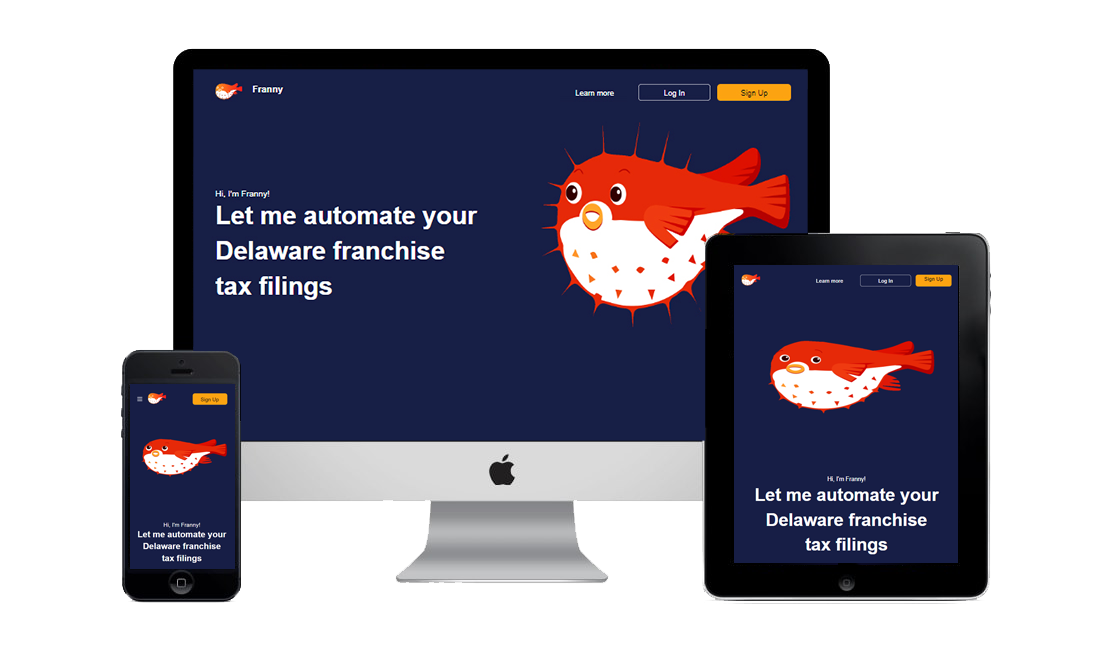 Franny
Learn more
Log In
Sign Up
Hi, I'm Franny!
Let me automate your
Delaware franchise
tax filings
Sign Up
Hi, I'm Franny!
Let me automate your
Delaware franchise
tax filings
Learn more
Log In
Sign Up
Hi, I'm Franny!
Let me automate your
Delaware franchise
tax filings